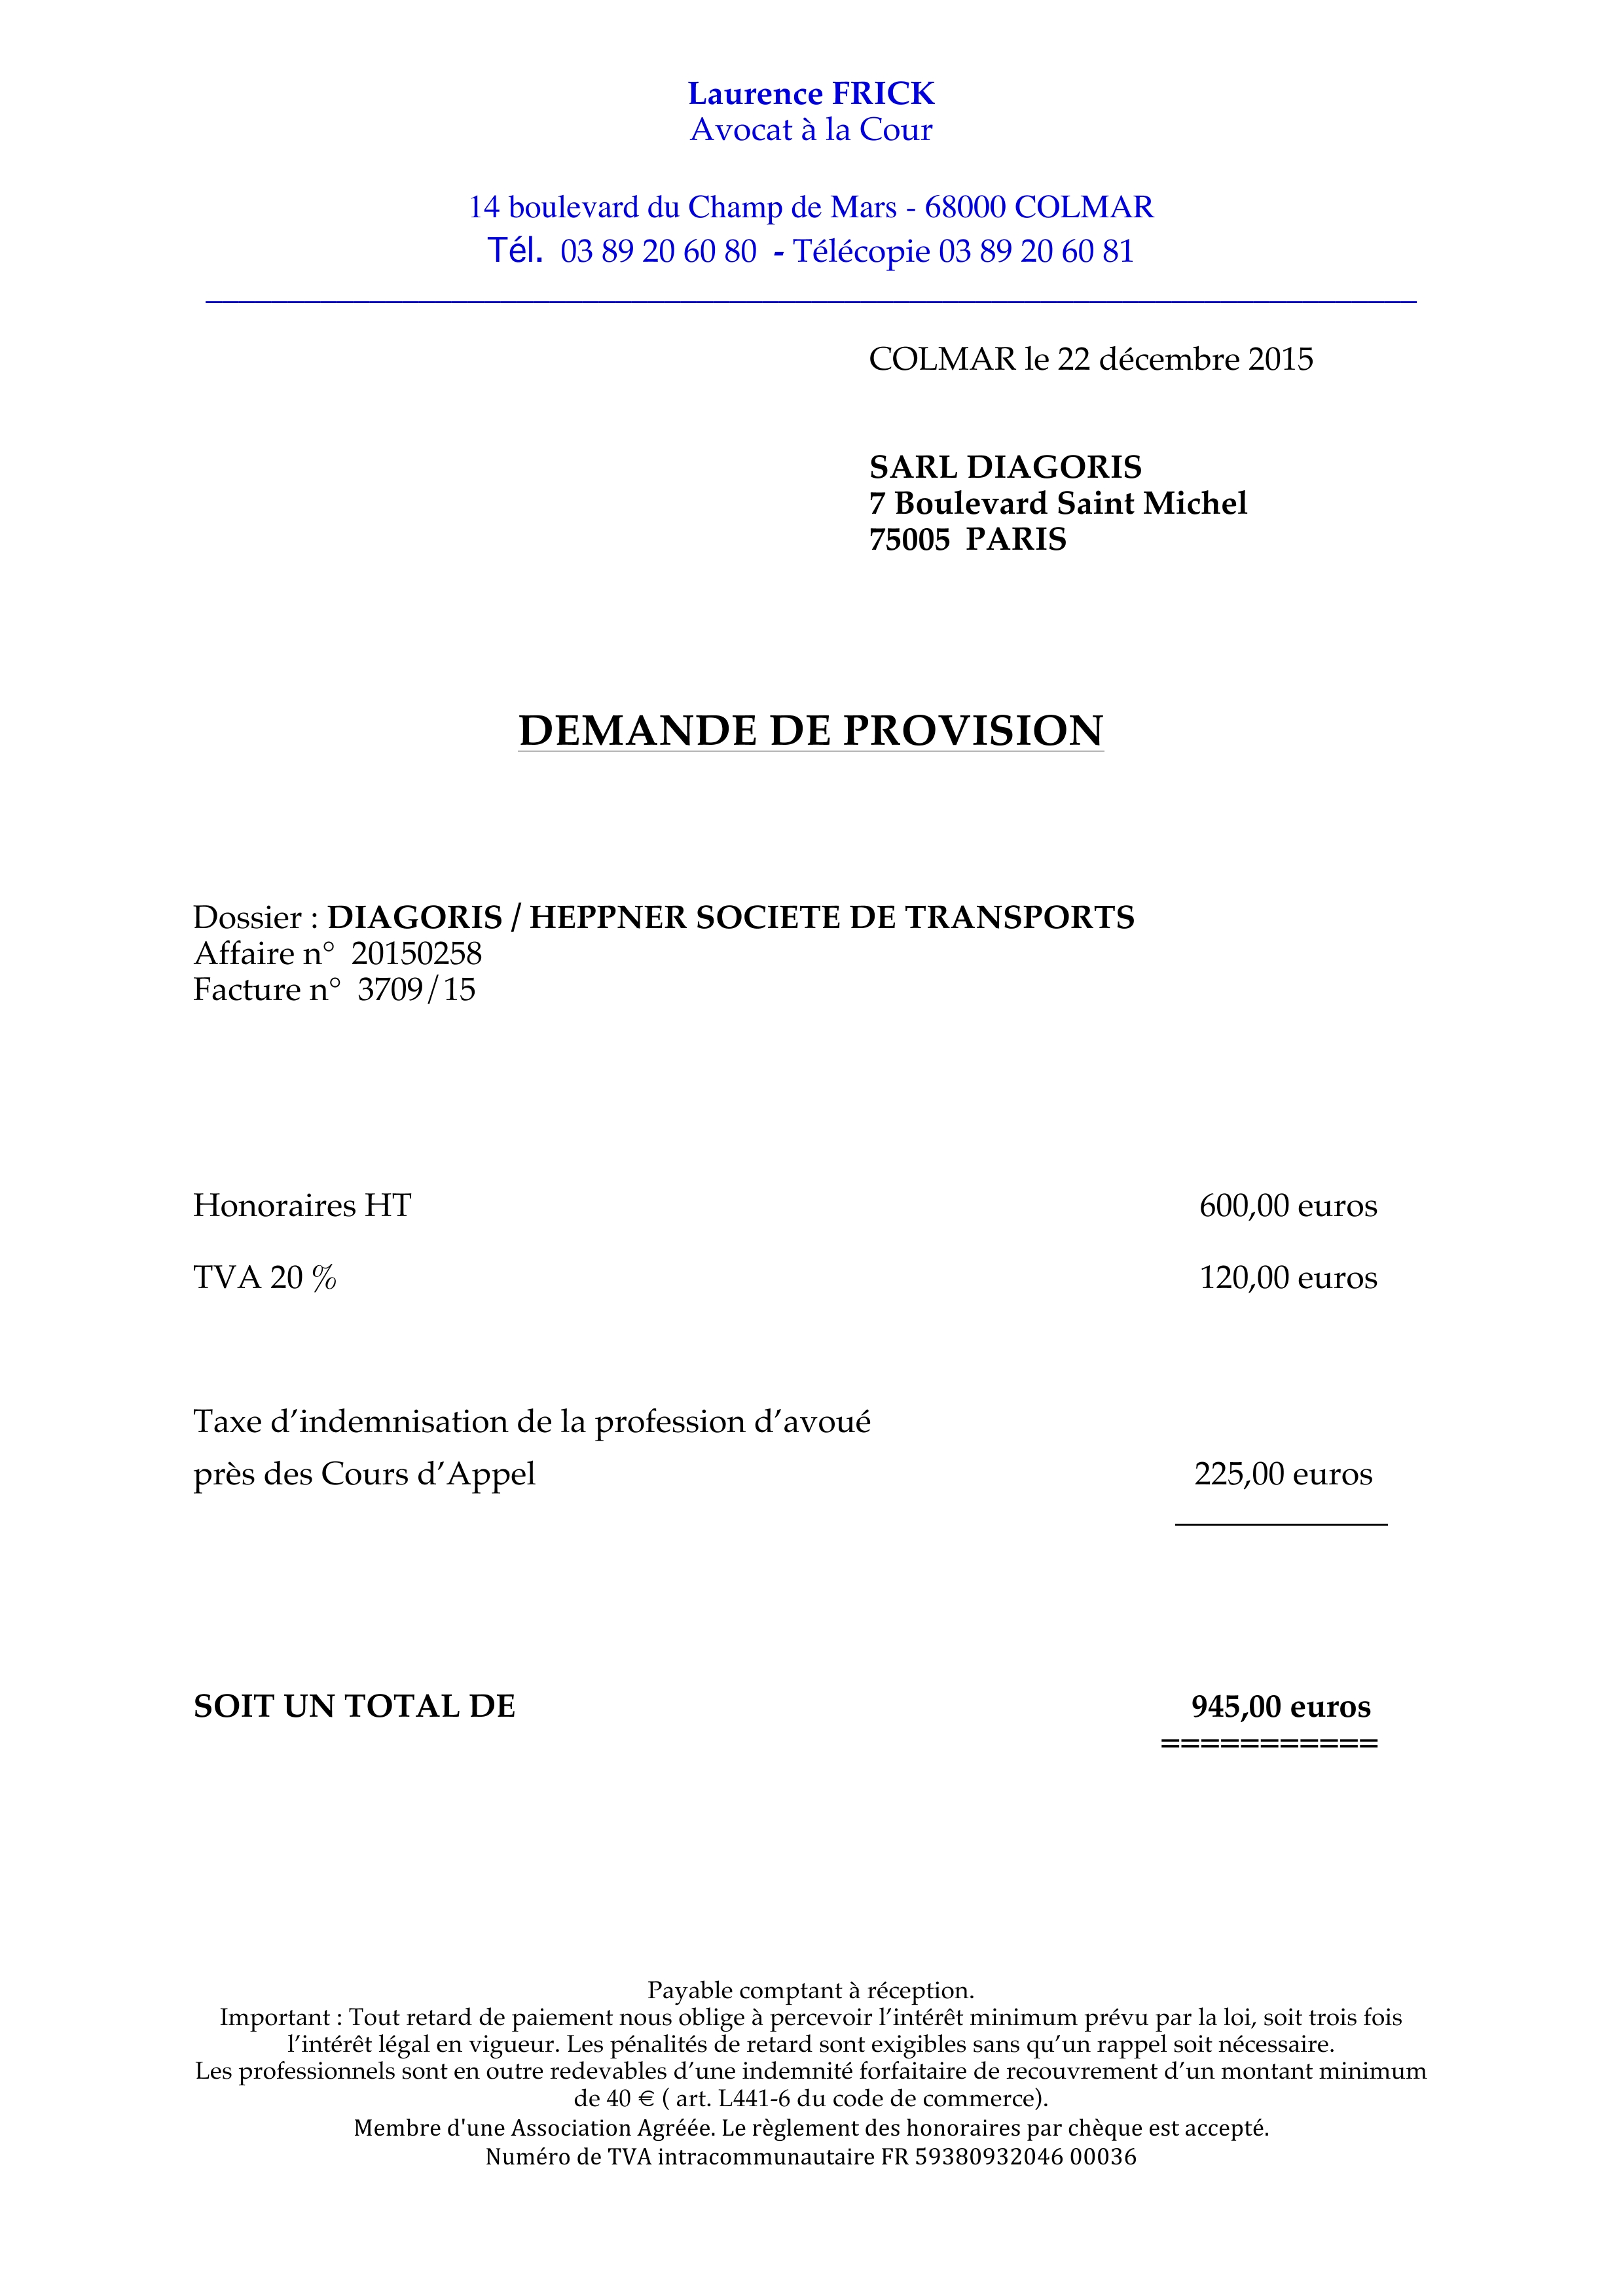 Laurence FRICK
Avocat à la Cour
14 boulevard du Champ de Mars - 68000 COLMAR
Tél. 03 89 20 60 80 - Télécopie 03 89 20 60 81
COLMAR le 22 décembre 2015
SARL DIAGORIS
7 Boulevard Saint Michel
75005 PARIS
DEMANDE DE PROVISION
Dossier : DIAGORIS / HEPPNER SOCIETE DE TRANSPORTS
Affaire n° 20150258
Facture n° 3709/15
Honoraires HT 600,00 euros
TVA 20 % 120,00 euros
Taxe d’indemnisation de la profession d’avoué
près des Cours d’Appel 225,00 euros
SOIT UN TOTAL DE 945,00 euros
===========
Payable comptant à réception.
Important : Tout retard de paiement nous oblige à percevoir l’intérêt minimum prévu par la loi, soit trois fois
l’intérêt légal en vigueur. Les pénalités de retard sont exigibles sans qu’un rappel soit nécessaire.
Les professionnels sont en outre redevables d’une indemnité forfaitaire de recouvrement d’un montant minimum
de 40 € ( art. L441-6 du code de commerce).
Membre d'une Association Agréée. Le règlement des honoraires par chèque est accepté.
Numéro de TVA intracommunautaire FR 59380932046 00036